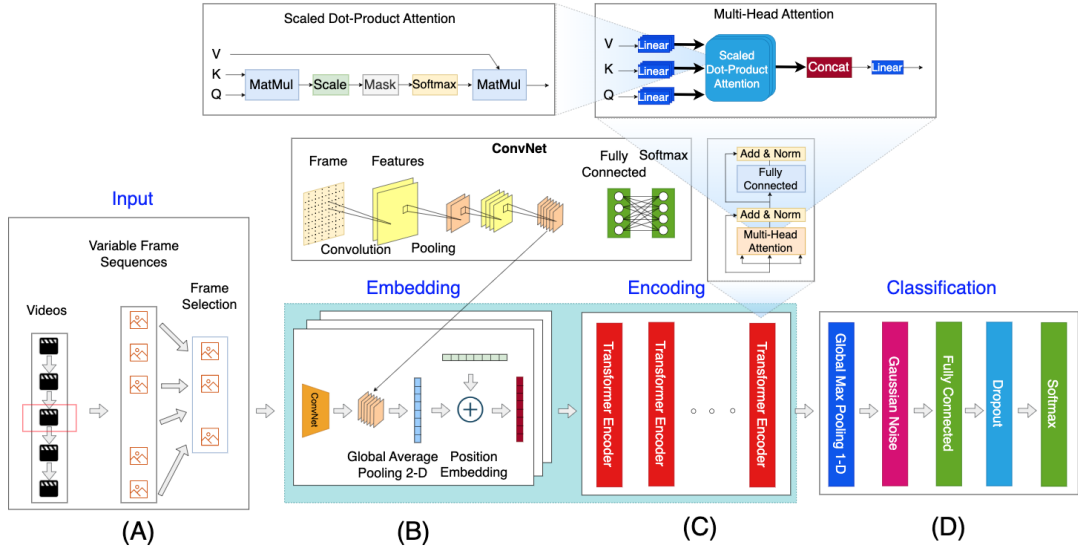 Scaled Dot-Product Attention
V
K
Q
MatMul
Scale
Mask
Softmax
MatMul
Multi-Head Attention
V
K
Q
Linear
Linear
Linear
Scaled
Dot-Product
Attention
Concat
Linear
ConvNet
Frame
Features
Convolution
Pooling
Fully
Connected
Softmax
Add & Norm
Fully
Connected
Add & Norm
Multi-Head
Attention
Input
Variable Frame
Sequences
Frame
Selection
Videos
(A)
Embedding
ConvNet
Global Average
Pooling 2-D
Position
Embedding
(B)
Encoding
Transformer Encoder
Transformer Encoder
Transformer Encoder
(C)
Classification
Global Max Pooling 1-D
Gaussian Noise
Fully Connected
Dropout
Softmax
(D)